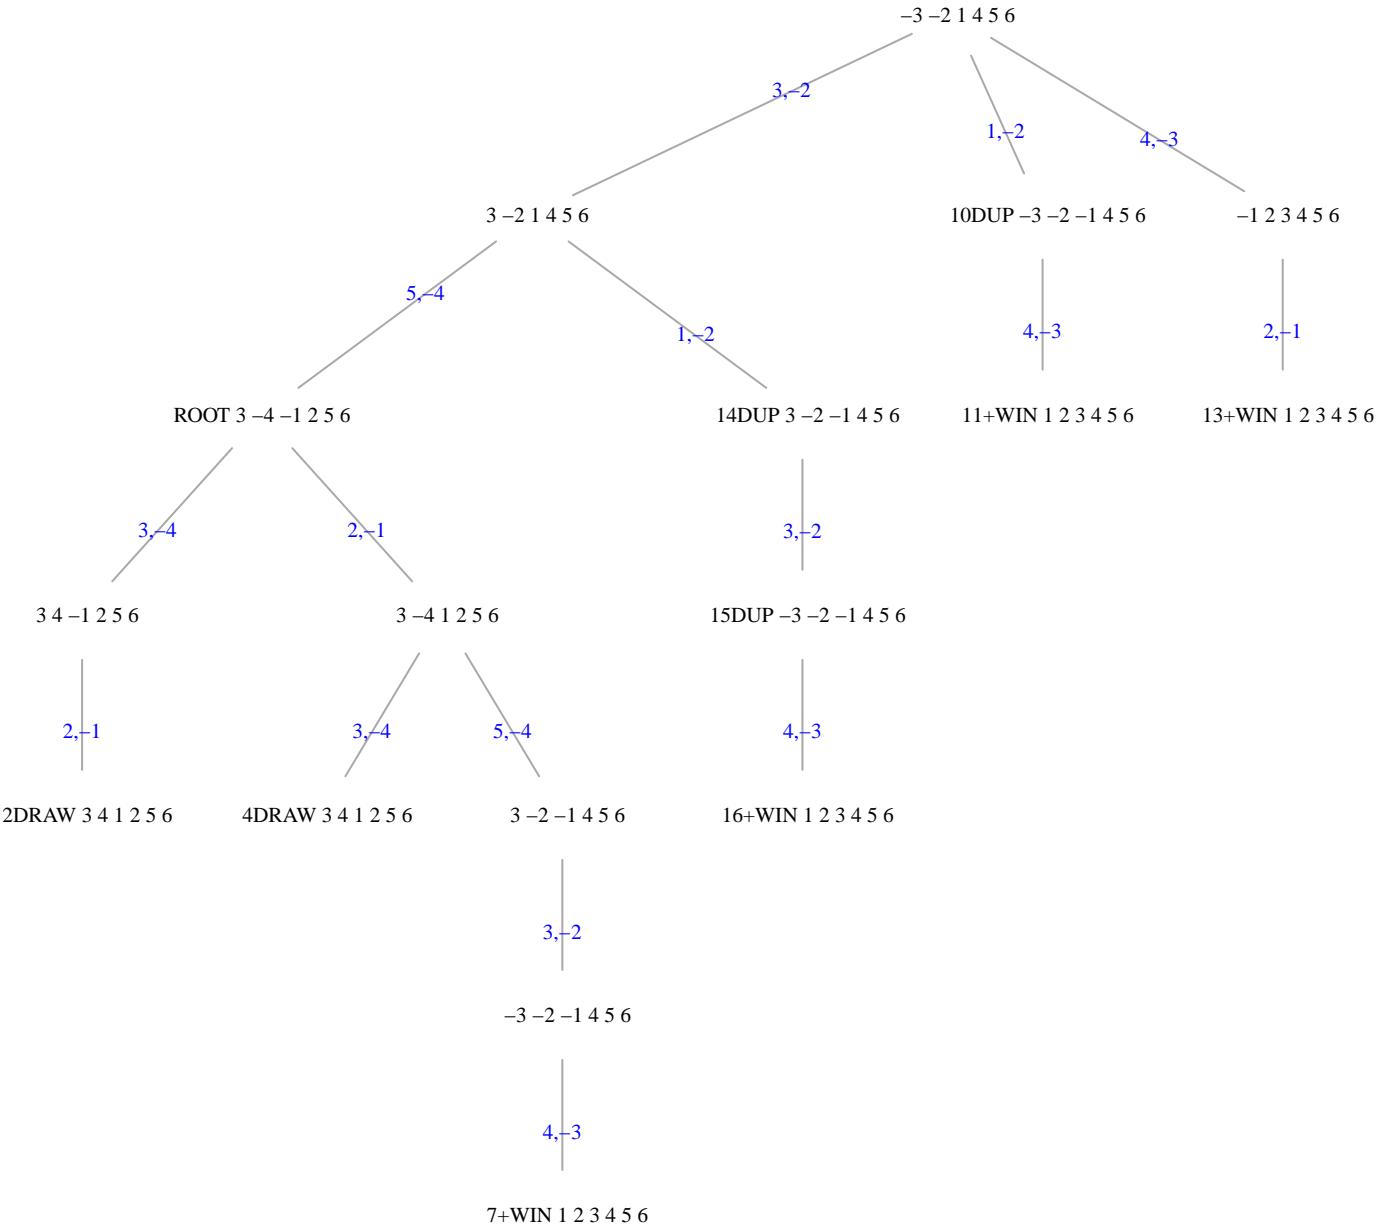 –3 –2 1 4 5 6
3,–2
1,–2
4,–3
3 –2 1 4 5 6
10DUP –3 –2 –1 4 5 6
–1 2 3 4 5 6
5,–4
1,–2
4,–3
2,–1
ROOT 3 –4 –1 2 5 6
14DUP 3 –2 –1 4 5 6
11+WIN 1 2 3 4 5 6
13+WIN 1 2 3 4 5 6
3,–4
2,–1
3,–2
3 4 –1 2 5 6
3 –4 1 2 5 6
15DUP –3 –2 –1 4 5 6
2,–1
3,–4
5,–4
4,–3
2DRAW 3 4 1 2 5 6
4DRAW 3 4 1 2 5 6
3 –2 –1 4 5 6
16+WIN 1 2 3 4 5 6
3,–2
–3 –2 –1 4 5 6
4,–3
7+WIN 1 2 3 4 5 6